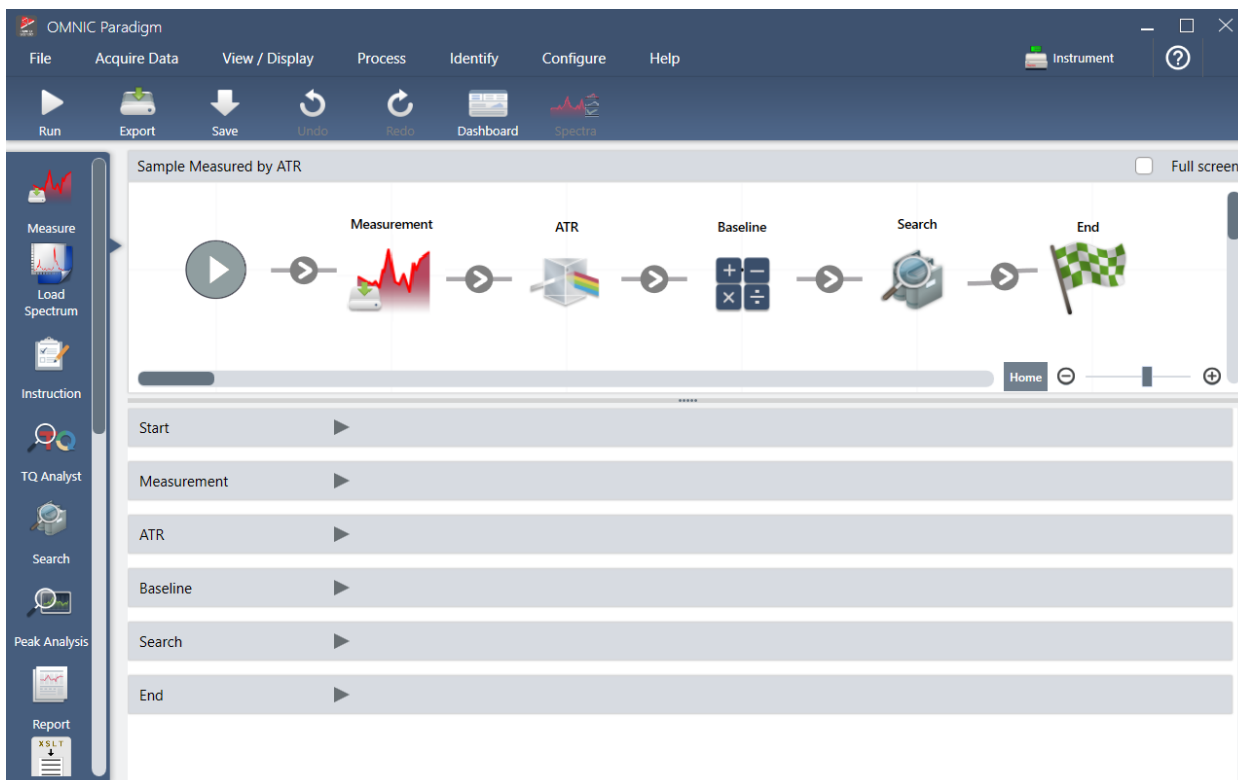 OMNIC Paradigm
File Acquire Data View / Display Process Identify Configure Help Instrument
Run Export Save Undo Redo Dashboard Spectra
Sample Measured by ATR Full screen
Measure
Load
Spectrum
Instruction
TQ Analyst
Search
Peak Analysis
Report
XSLT
Measurement ATR Baseline Search End
Home
Start
Measurement
ATR
Baseline
Search
End